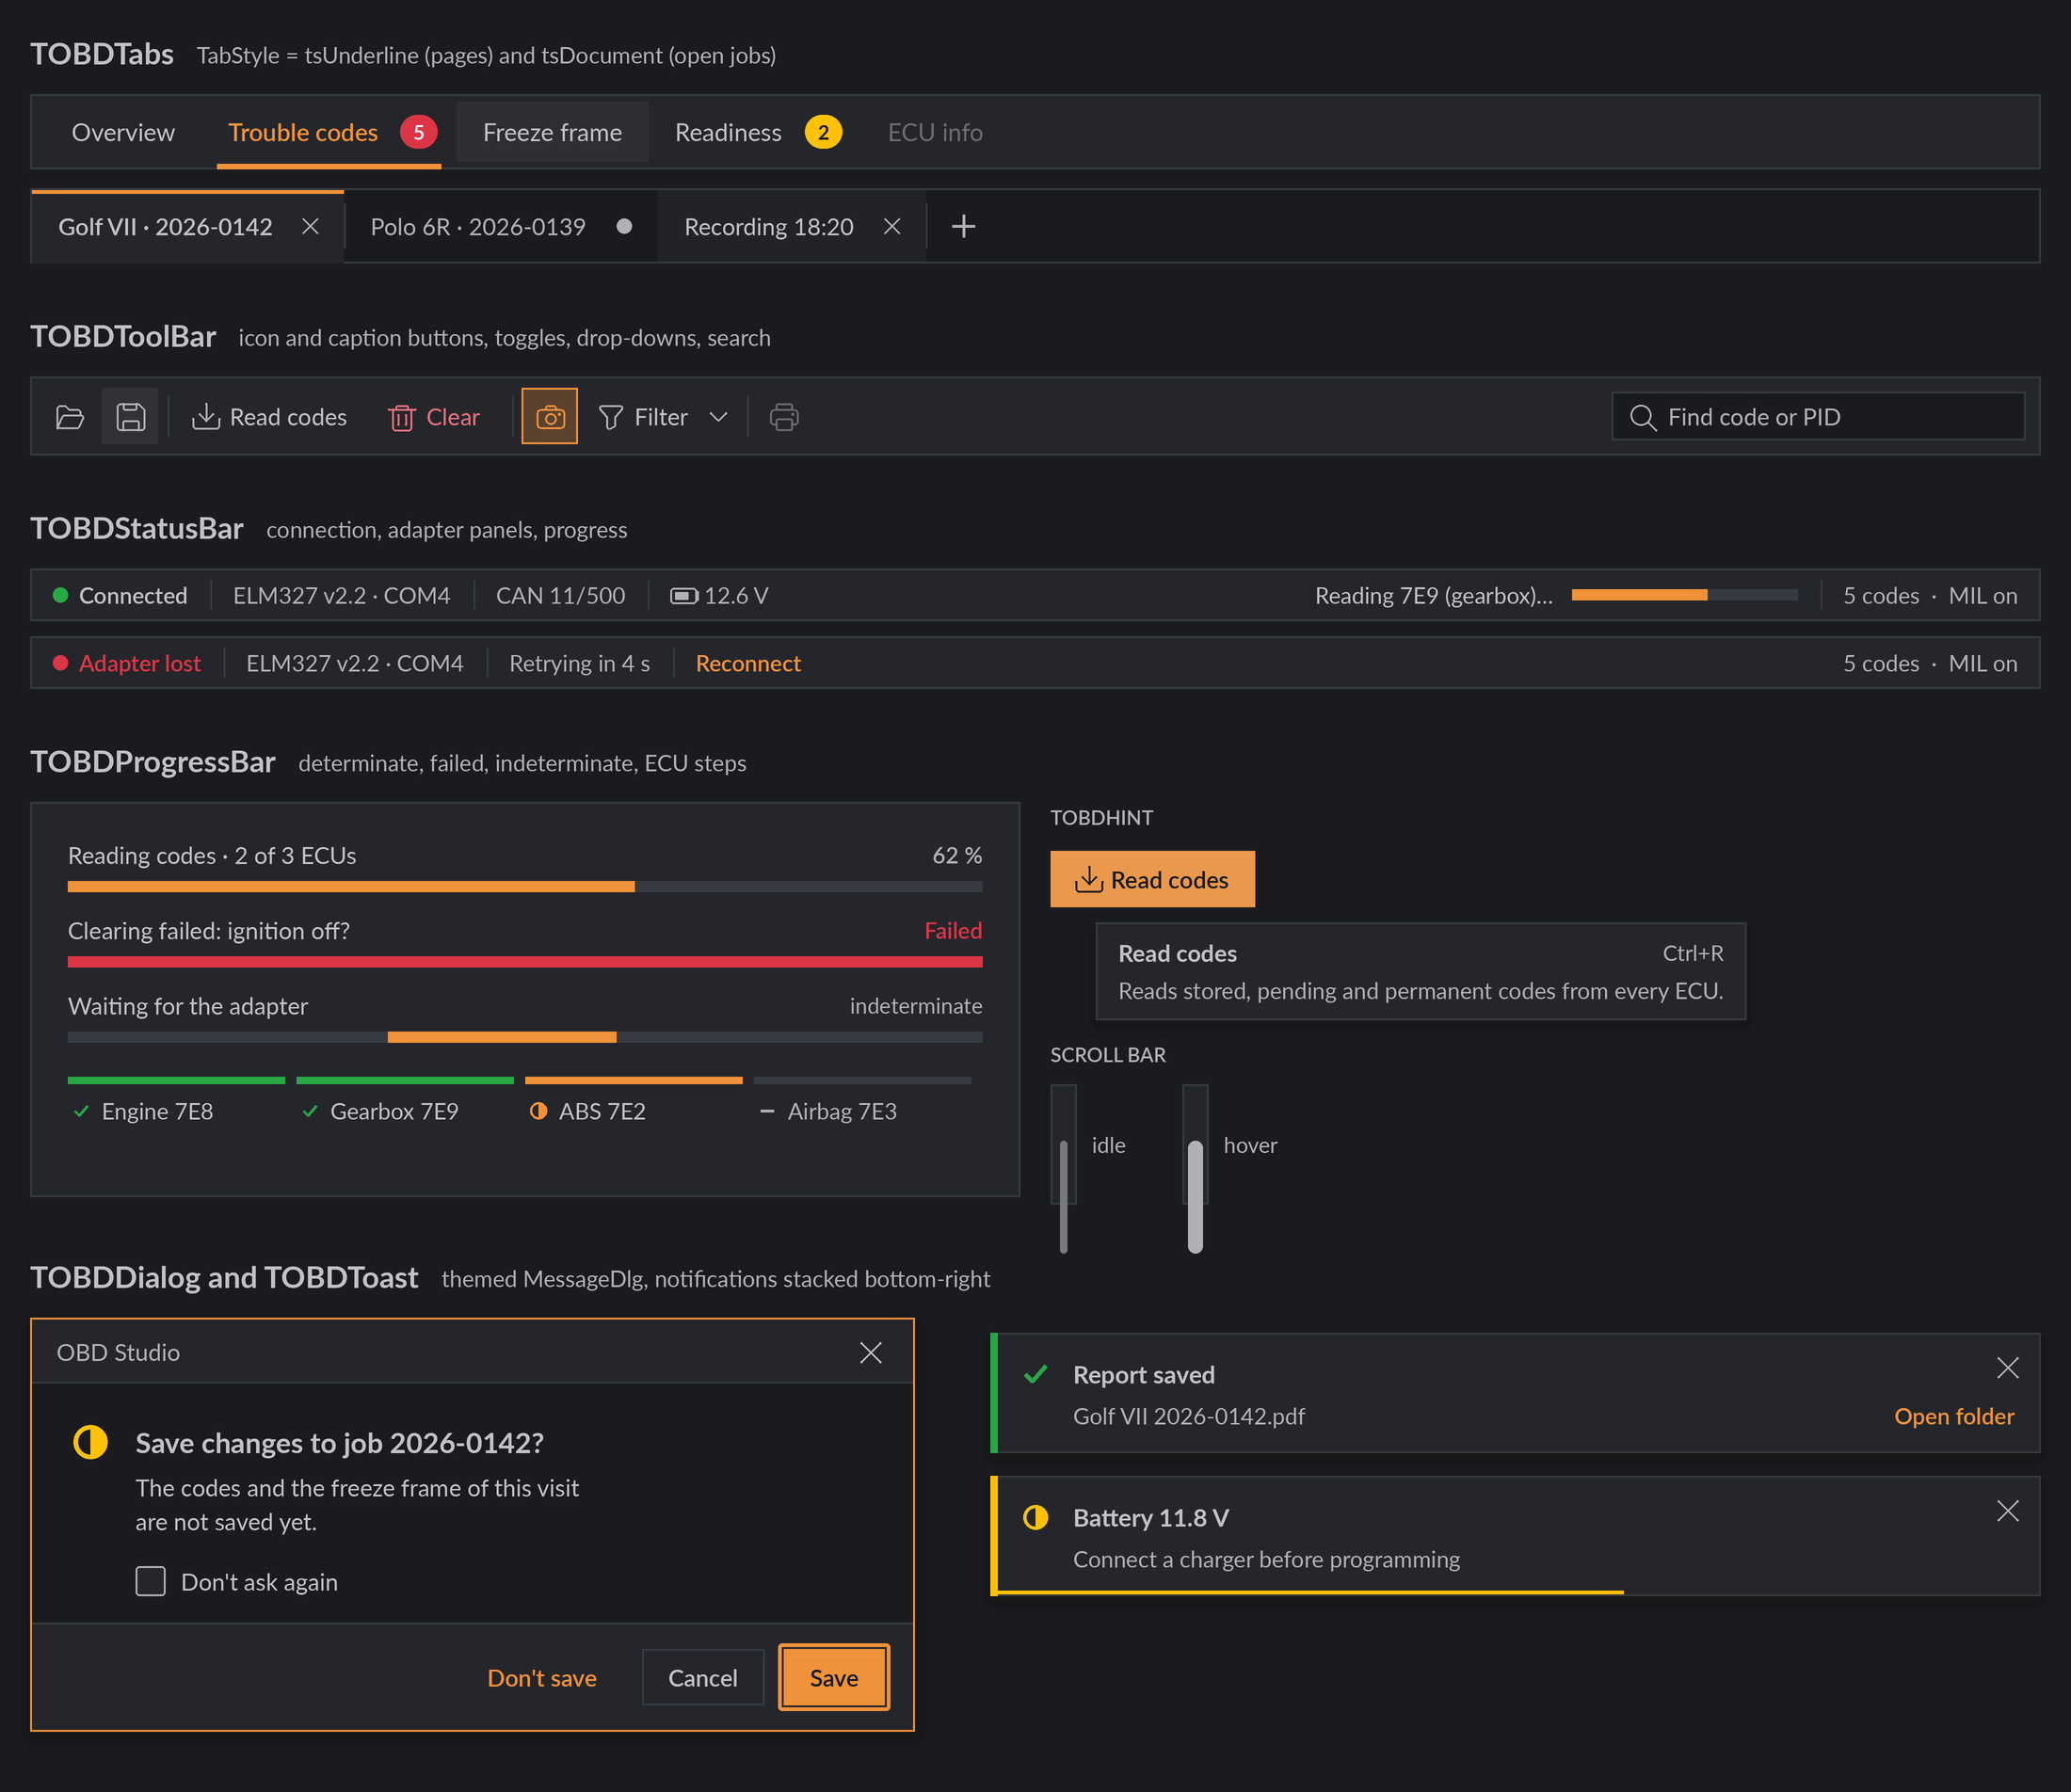 TOBDTabs TabStyle = tsUnderline (pages) and tsDocument (open jobs)
Overview Trouble codes 5 Freeze frame Readiness 2 ECU info
Golf VII · 2026-0142 Polo 6R · 2026-0139 Recording 18:20
TOBDToolBar icon and caption buttons, toggles, drop-downs, search
Read codes Clear Filter Find code or PID
TOBDStatusBar connection, adapter panels, progress
Connected ELM327 v2.2 · COM4 CAN 11/500 12.6 V Reading 7E9 (gearbox)... 5 codes · MIL on
Adapter lost ELM327 v2.2 · COM4 Retrying in 4 s Reconnect 5 codes · MIL on
TOBDProgressBar determinate, failed, indeterminate, ECU steps
Reading codes · 2 of 3 ECUs 62 %
Clearing failed: ignition off? Failed
Waiting for the adapter indeterminate
Engine 7E8 Gearbox 7E9 ABS 7E2 Airbag 7E3
TOBDHINT
Read codes
Read codes Ctrl+R
Reads stored, pending and permanent codes from every ECU.
SCROLL BAR
idle hover
TOBDDialog and TOBDToast themed MessageDlg, notifications stacked bottom-right
OBD Studio
Save changes to job 2026-0142?
The codes and the freeze frame of this visit
are not saved yet.
Don't ask again
Don't save Cancel Save
Report saved
Golf VII 2026-0142.pdf Open folder
Battery 11.8 V
Connect a charger before programming